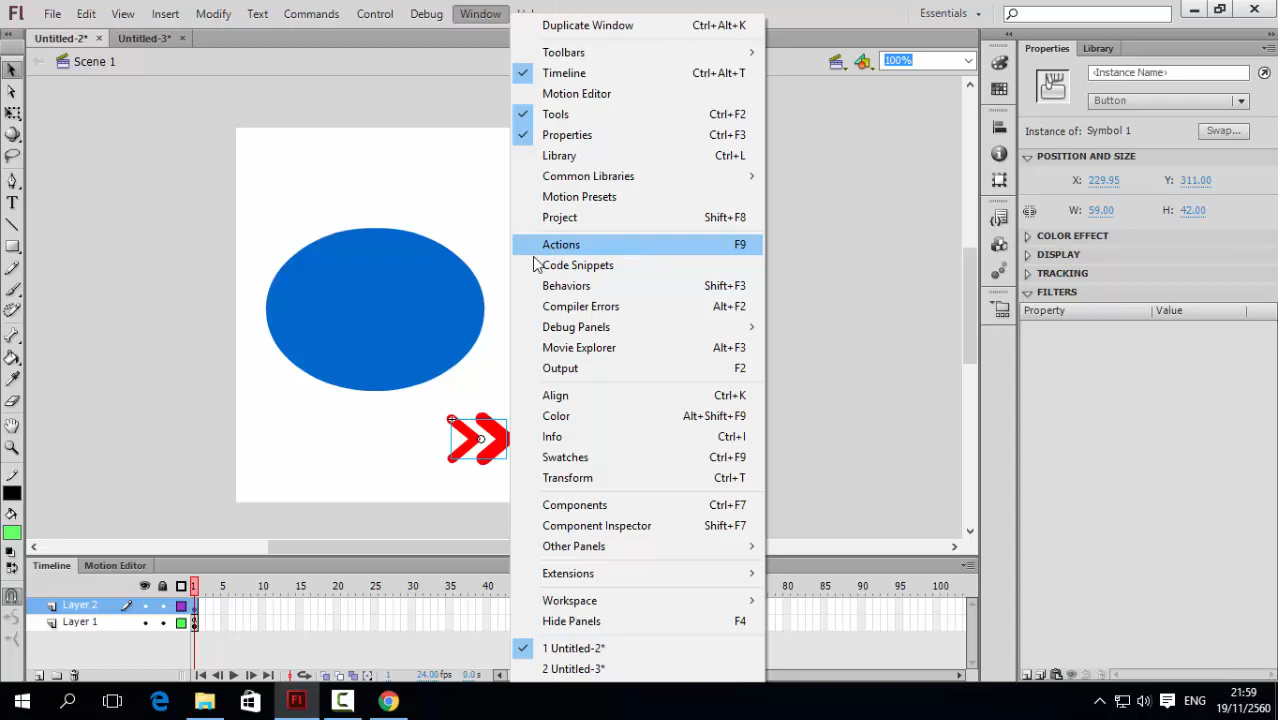 Fl File Edit View Insert Modify Text Commands Control Debug Window Help Essentials
Untitled-2* × Untitled-3* ×
Scene 1 100%
Duplicate Window Ctrl+Alt+K
Toolbars
Timeline Ctrl+Alt+T
Motion Editor
Tools Ctrl+F2
Properties Ctrl+F3
Library Ctrl+L
Common Libraries
Motion Presets
Project Shift+F8
Actions F9
Code Snippets
Behaviors Shift+F3
Compiler Errors Alt+F2
Debug Panels
Movie Explorer Alt+F3
Output F2
Align Ctrl+K
Color Alt+Shift+F9
Info Ctrl+I
Swatches Ctrl+F9
Transform Ctrl+T
Components Ctrl+F7
Component Inspector Shift+F7
Other Panels
Extensions
Workspace
Hide Panels F4
1 Untitled-2*
2 Untitled-3*
Properties Library
<Instance Name>
Button
Instance of: Symbol 1 Swap...
POSITION AND SIZE
X: 229.95 Y: 311.00
W: 59.00 H: 42.00
COLOR EFFECT
DISPLAY
TRACKING
FILTERS
Property Value
Timeline Motion Editor
1 5 10 15 20 25 30 35 40 80 85 90 95 100
Layer 2
Layer 1
1 24.00fps 0.0s
Fl C ENG 21:59
19/11/2560